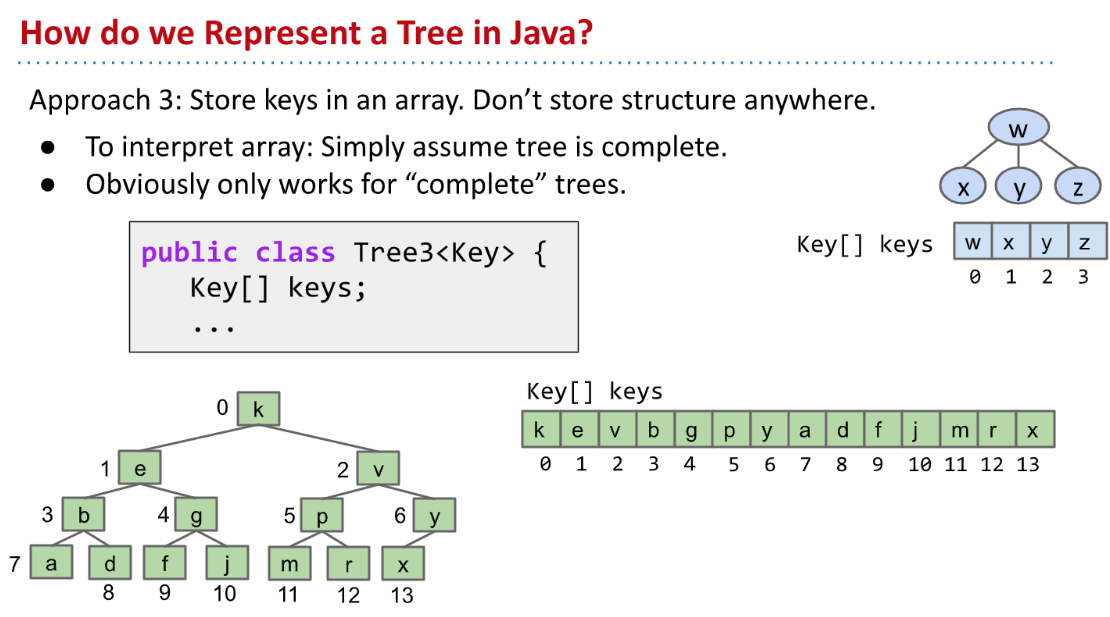 How do we Represent a Tree in Java?
Approach 3: Store keys in an array. Don’t store structure anywhere.
● To interpret array: Simply assume tree is complete.
● Obviously only works for “complete” trees.
w
x y z
Key[] keys w x y z
0 1 2 3
public class Tree3<Key> {
Key[] keys;
...
0 k
1 e 2 v
3 b 4 g 5 p 6 y
7 a d f j m r x
8 9 10 11 12 13
Key[] keys
k e v b g p y a d f j m r x
0 1 2 3 4 5 6 7 8 9 10 11 12 13